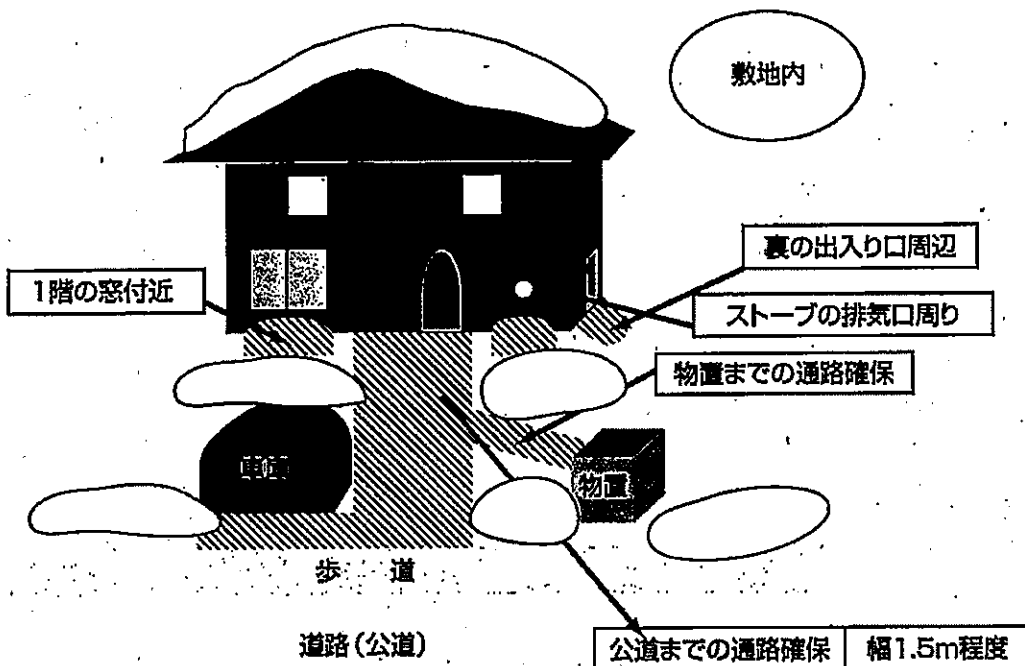 敷地内
裏の出入り口周辺
1階の窓付近
ストーブの排気口周り
物置までの通路確保
車道
物置
歩 道
道路(公道)
公道までの通路確保 幅1.5m程度